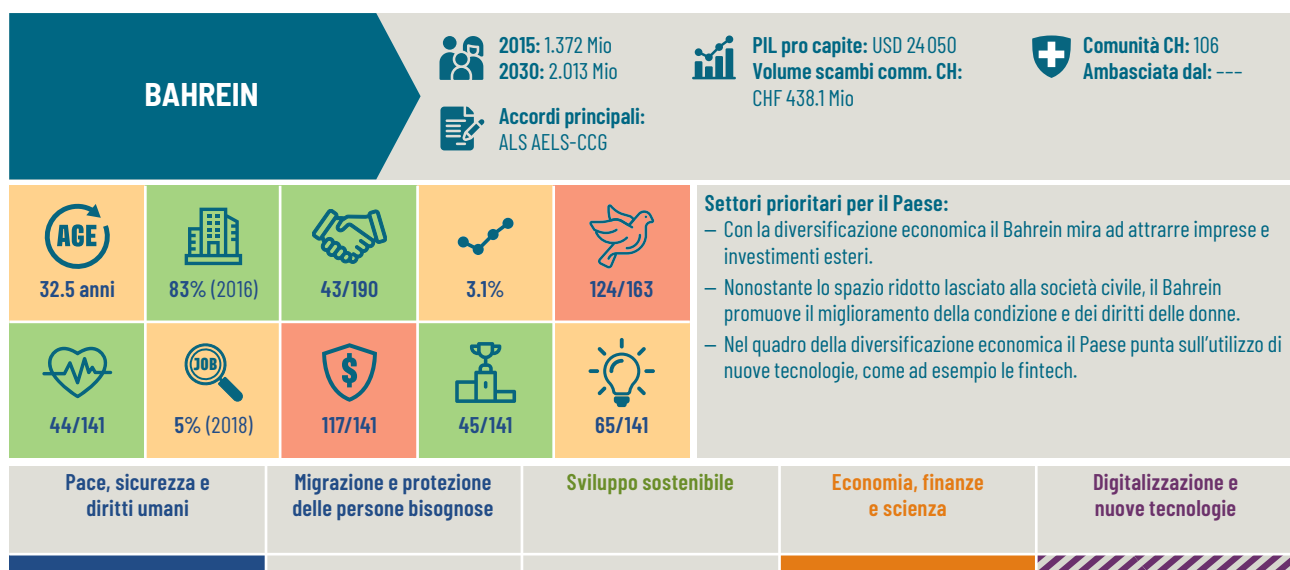 BAHREIN
2015: 1.372 Mio
2030: 2.013 Mio
Accordi principali:
ALS AELS-CCG
PIL pro capite: USD 24 050
Volume scambi comm. CH:
CHF 438.1 Mio
Comunità CH: 106
Ambasciata dal: ---
AGE
32.5 anni
83% (2016)
43/190
3.1%
124/163
44/141
JOB
5% (2018)
$
117/141
45/141
65/141
Settori prioritari per il Paese:
– Con la diversificazione economica il Bahrein mira ad attrarre imprese e
investimenti esteri.
– Nonostante lo spazio ridotto lasciato alla società civile, il Bahrein
promuove il miglioramento della condizione e dei diritti delle donne.
– Nel quadro della diversificazione economica il Paese punta sull'utilizzo di
nuove tecnologie, come ad esempio le fintech.
Pace, sicurezza e
diritti umani
Migrazione e protezione
delle persone bisognose
Sviluppo sostenibile
Economia, finanze
e scienza
Digitalizzazione e
nuove tecnologie